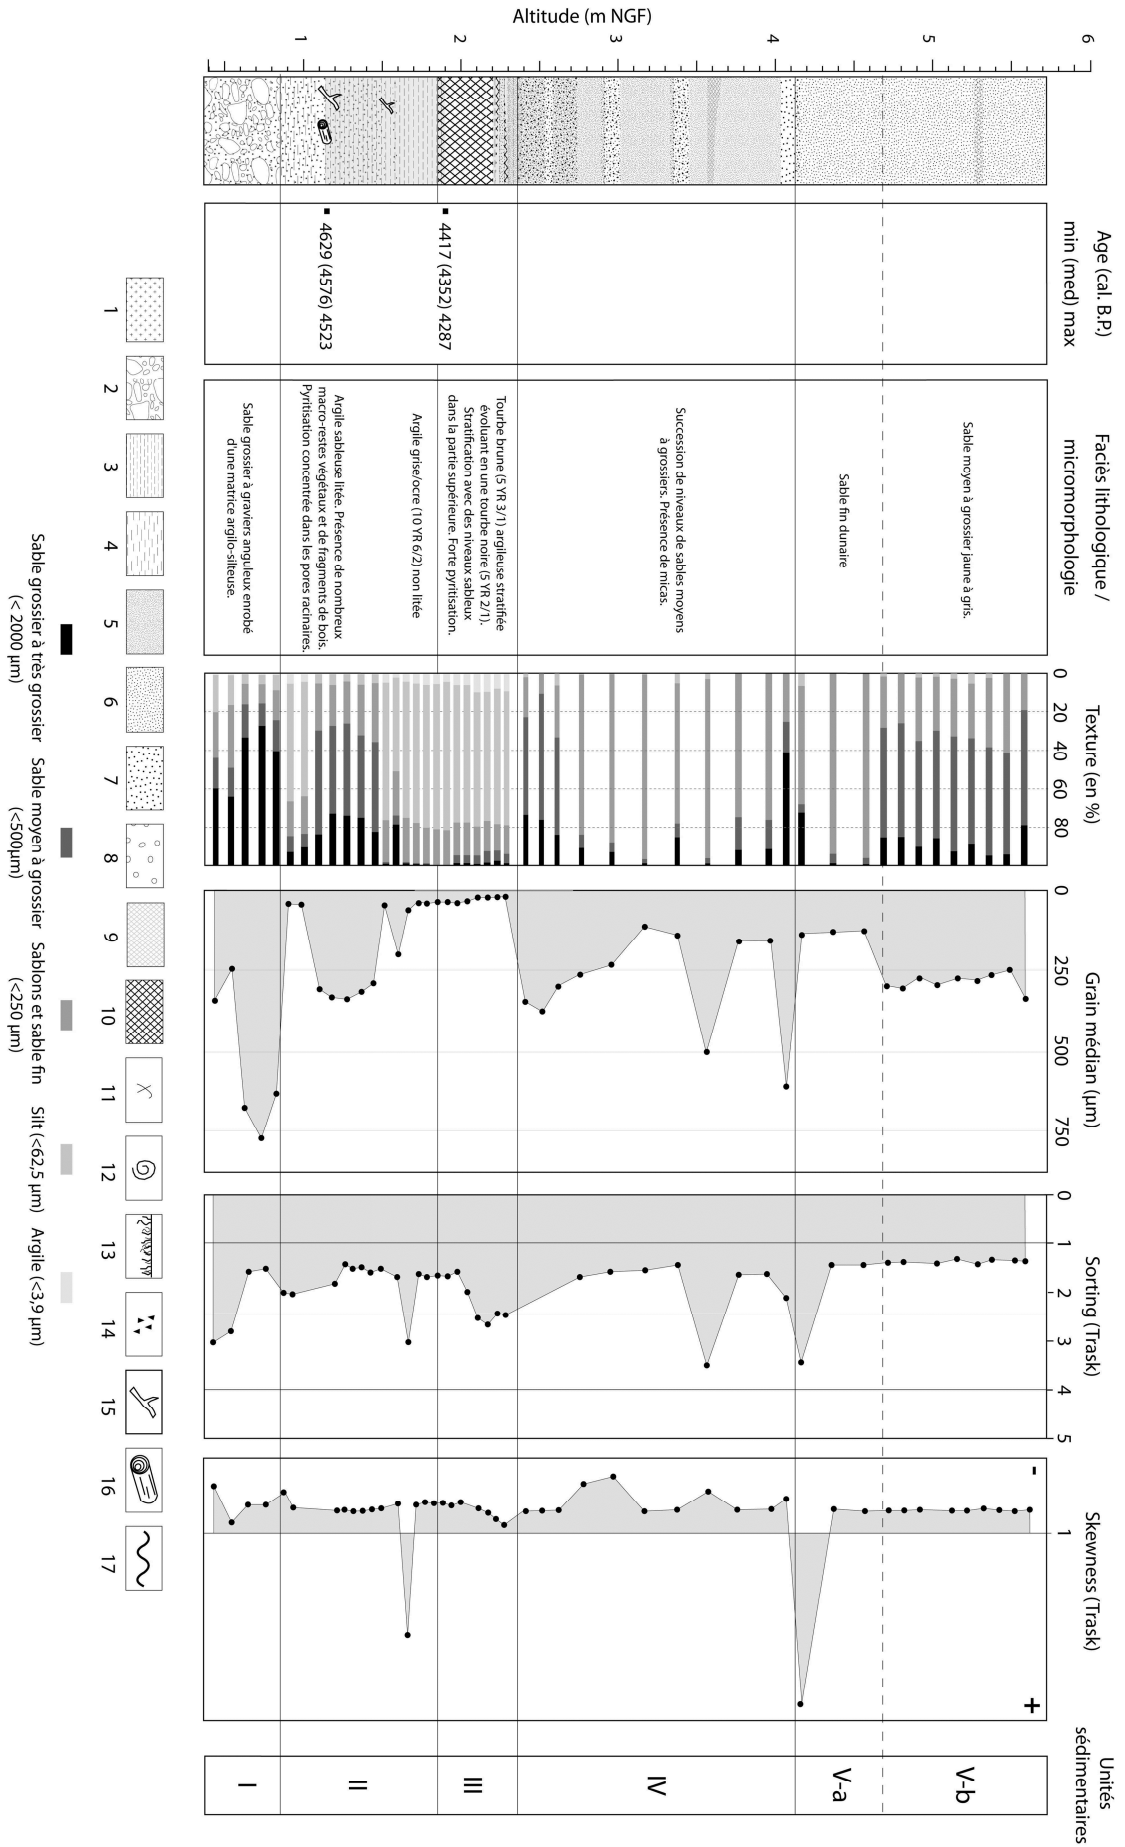 Altitude (m NGF)
6
5
4
3
2
1
Age (cal. B.P.)
min (med) max
4417 (4352) 4287
4629 (4576) 4523
Faciès lithologique /
micromorphologie
Sable moyen à grossier jaune à gris.
Sable fin dunaire
Succession de niveaux de sables moyens
à grossiers. Présence de micas.
Tourbe brune (5 YR 3/1) argileuse stratifiée
évoluant en une tourbe noire (5 YR 2/1).
Stratification avec des niveaux sableux
dans la partie supérieure. Forte pyritisation.
Argile grise/ocre (10 YR 6/2) non litée
Argile sableuse litée. Présence de nombreux
macro-restes végétaux et de fragments de bois.
Pyritisation concentrée dans les pores racinaires.
Sable grossier à graviers anguleux enrobé
d'une matrice argilo-silteuse.
Texture (en %)
0 20 40 60 80
Grain médian (µm)
0 250 500 750
Sorting (Trask)
0 1 2 3 4 5
Skewness (Trask)
- 1 +
Unités
sédimentaires
V-b
V-a
IV
III
II
I
1 2 3 4 5 6 7 8 9 10 11 12 13 14 15 16 17
Sable grossier à très grossier
(< 2000 µm)
Sable moyen à grossier
(<500µm)
Sablons et sable fin
(<250 µm)
Silt (<62,5 µm)
Argile (<3,9 µm)